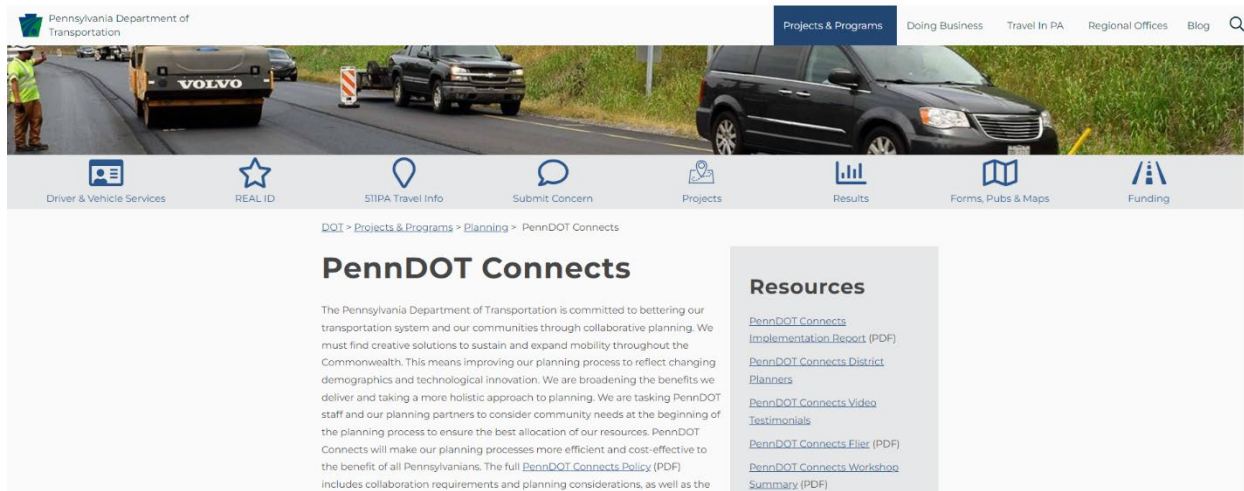 Pennsylvania Department of
Transportation
Projects & Programs
Doing Business
Travel In PA
Regional Offices
Blog
VOLVO
Driver & Vehicle Services
REAL ID
511PA Travel Info
Submit Concern
Projects
Results
Forms, Pubs & Maps
Funding
DOT > Projects & Programs > Planning > PennDOT Connects
PennDOT Connects
The Pennsylvania Department of Transportation is committed to bettering our
transportation system and our communities through collaborative planning. We
must find creative solutions to sustain and expand mobility throughout the
Commonwealth. This means improving our planning process to reflect changing
demographics and technological innovation. We are broadening the benefits we
deliver and taking a more holistic approach to planning. We are tasking PennDOT
staff and our planning partners to consider community needs at the beginning of
the planning process to ensure the best allocation of our resources. PennDOT
Connects will make our planning processes more efficient and cost-effective to
the benefit of all Pennsylvanians. The full PennDOT Connects Policy (PDF)
includes collaboration requirements and planning considerations, as well as the
Resources
PennDOT Connects
Implementation Report (PDF)
PennDOT Connects District
Planners
PennDOT Connects Video
Testimonials
PennDOT Connects Flier (PDF)
PennDOT Connects Workshop
Summary (PDF)